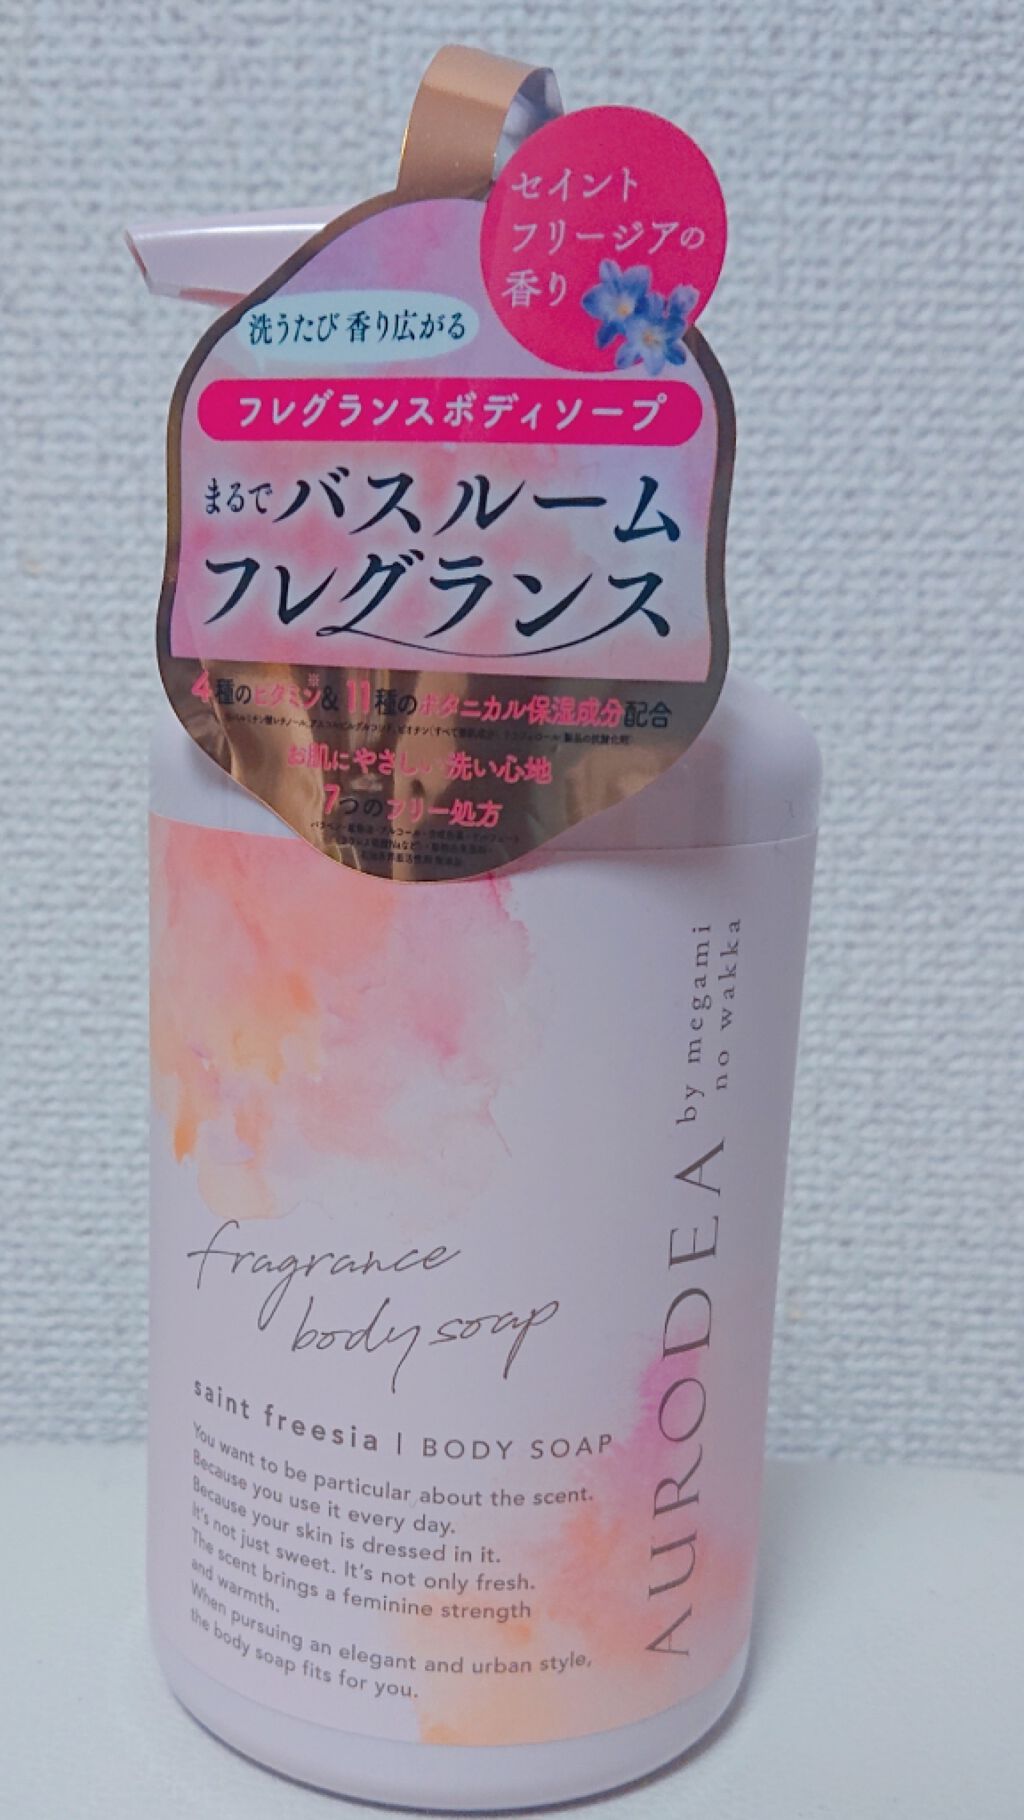 セイント
フリージアの
香り
洗うたび 香り広がる
フレグランスボディソープ
まるでバスルーム
フレグランス
4種のビタミン※& 11種のボタニカル保湿成分配合
お肌にやさしい洗い心地
7つのフリー処方
AURODEA by megami
no wakka
fragrance
body soap
saint freesia | BODY SOAP
You want to be particular about the scent.
Because you use it every day.
Because your skin is dressed in it.
It's not just sweet. It's not only fresh.
The scent brings a feminine strength
and warmth.
When pursuing an elegant and urban style,
the body soap fits for you.